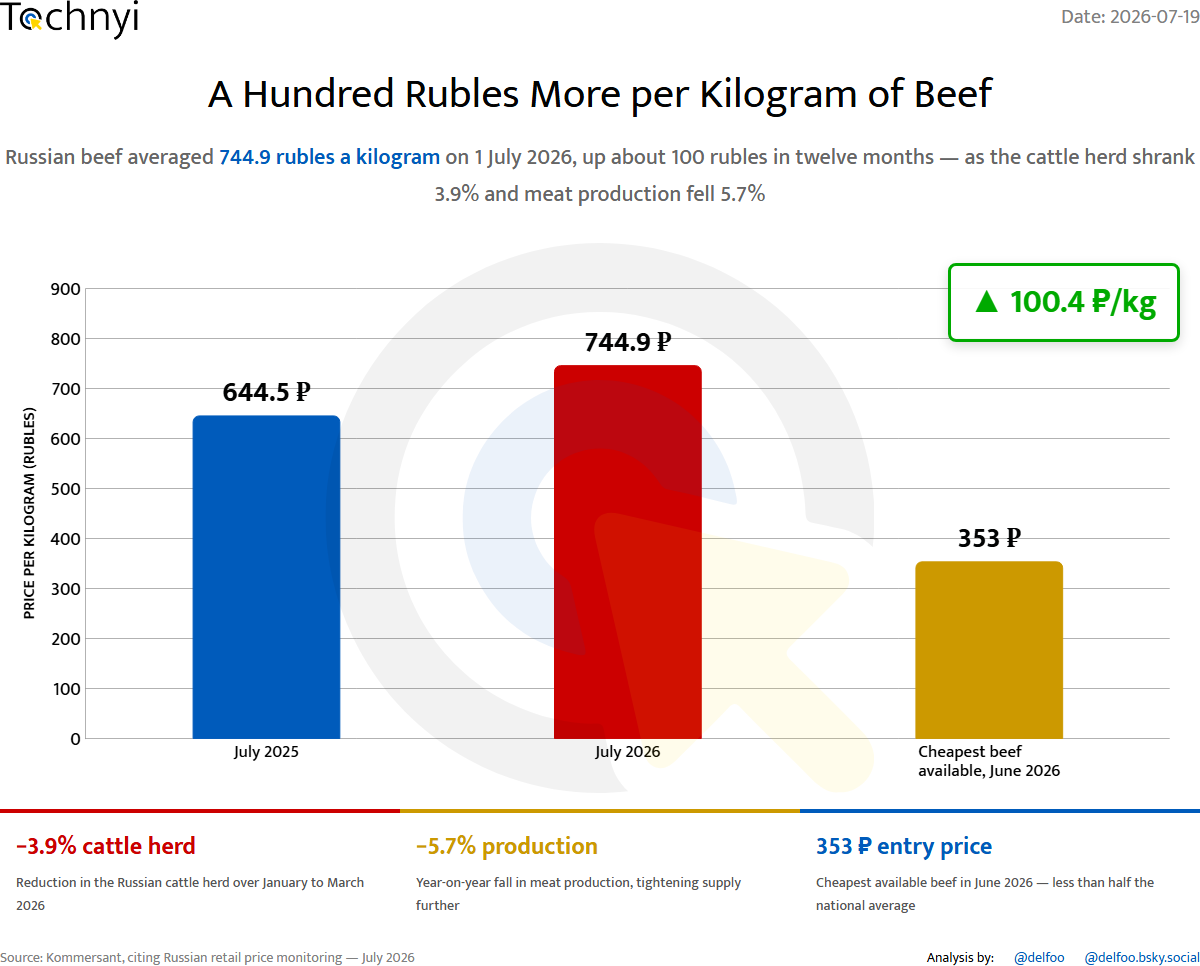 Tochnyi
Date: 2026-07-19
A Hundred Rubles More per Kilogram of Beef
Russian beef averaged 744.9 rubles a kilogram on 1 July 2026, up about 100 rubles in twelve months — as the cattle herd shrank
3.9% and meat production fell 5.7%
▲ 100.4 ₽/kg
PRICE PER KILOGRAM (RUBLES)
900
800
700
600
500
400
300
200
100
0
644.5 ₽
744.9 ₽
353 ₽
July 2025
July 2026
Cheapest beef
available, June 2026
−3.9% cattle herd
Reduction in the Russian cattle herd over January to March
2026
−5.7% production
Year-on-year fall in meat production, tightening supply
further
353 ₽ entry price
Cheapest available beef in June 2026 — less than half the
national average
Source: Kommersant, citing Russian retail price monitoring — July 2026
Analysis by: @delfoo @delfoo.bsky.social